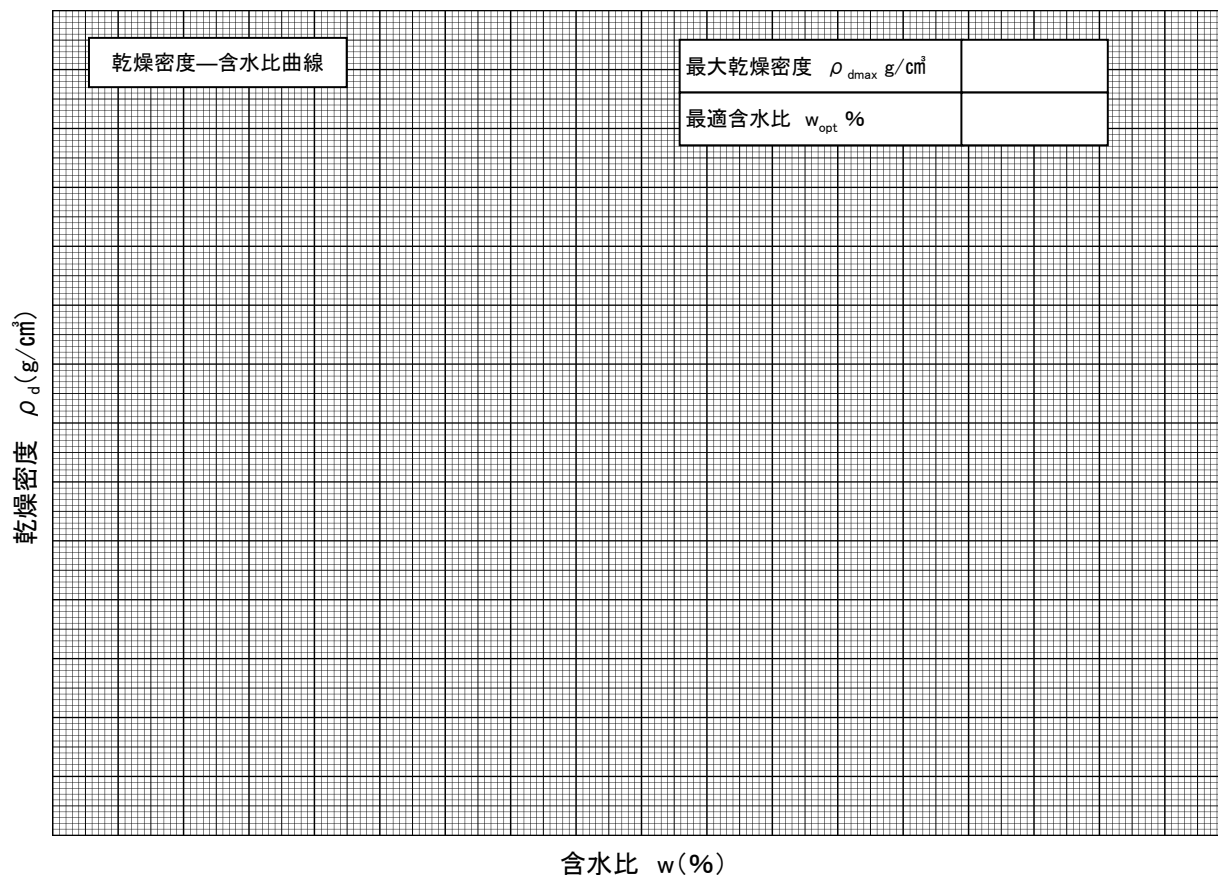 乾燥密度―含水比曲線
最大乾燥密度 ρdmax g/㎤
最適含水比 wopt %
乾燥密度 ρd(g/㎤)
含水比 w(%)